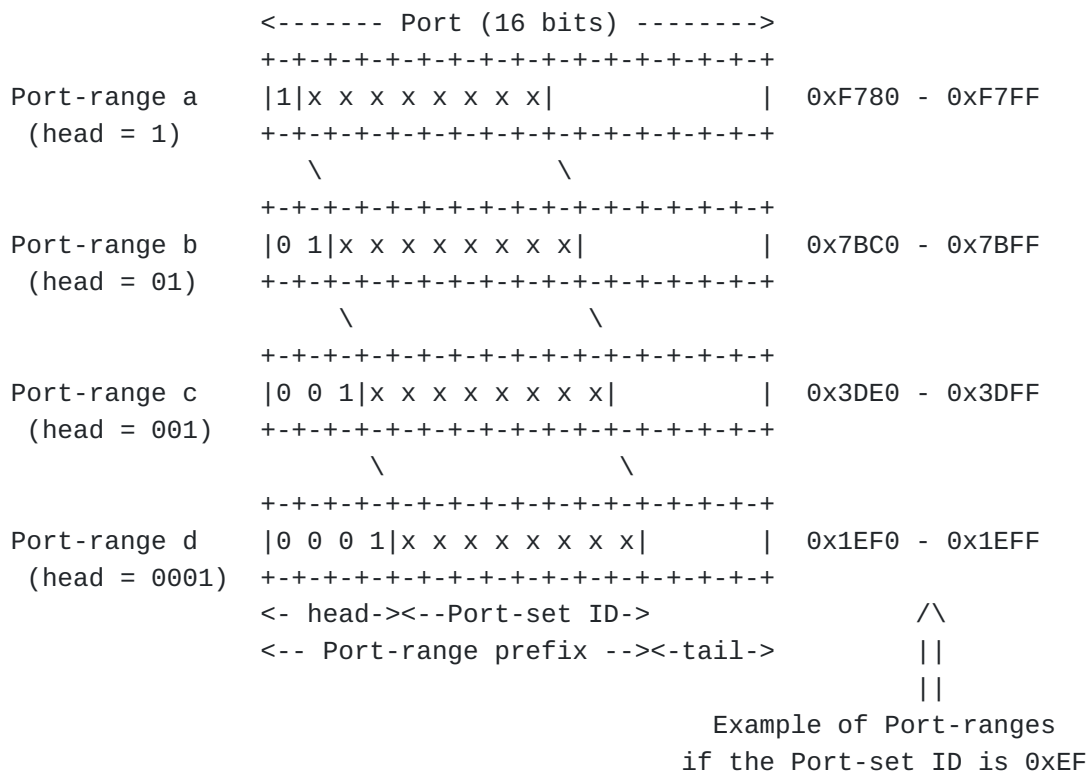 <------- Port (16 bits) -------->
                 +-+-+-+-+-+-+-+-+-+-+-+-+-+-+-+-+
Port-range a     |1|x x x x x x x x|             |  0xF780 - 0xF7FF
 (head = 1)      +-+-+-+-+-+-+-+-+-+-+-+-+-+-+-+-+
                    \               \
                 +-+-+-+-+-+-+-+-+-+-+-+-+-+-+-+-+
Port-range b     |0 1|x x x x x x x x|           |  0x7BC0 - 0x7BFF
 (head = 01)     +-+-+-+-+-+-+-+-+-+-+-+-+-+-+-+-+
                      \               \
                 +-+-+-+-+-+-+-+-+-+-+-+-+-+-+-+-+
Port-range c     |0 0 1|x x x x x x x x|         |  0x3DE0 - 0x3DFF
 (head = 001)    +-+-+-+-+-+-+-+-+-+-+-+-+-+-+-+-+
                        \               \
                 +-+-+-+-+-+-+-+-+-+-+-+-+-+-+-+-+
Port-range d     |0 0 0 1|x x x x x x x x|       |  0x1EF0 - 0x1EFF
 (head = 0001)   +-+-+-+-+-+-+-+-+-+-+-+-+-+-+-+-+
                 <- head-><--Port-set ID->                 /\
                 <-- Port-range prefix --><-tail->         ||
                                                           ||
                                             Example of Port-ranges
                                           if the Port-set ID is 0xEF